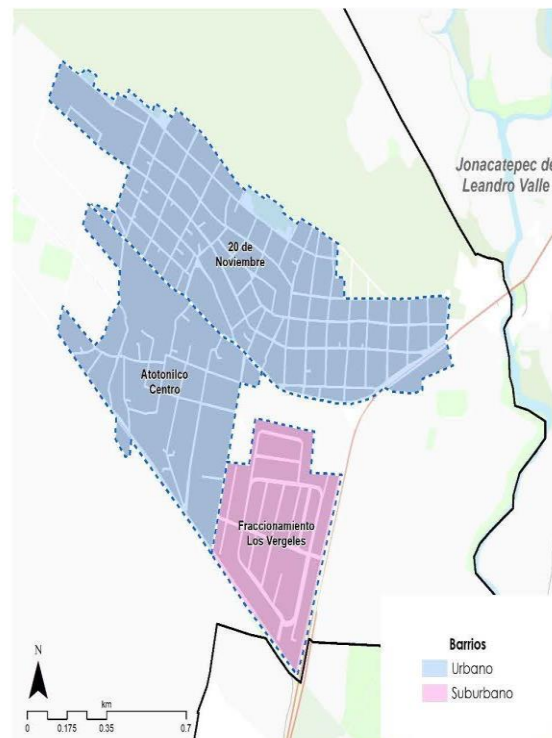 Jonacatepec de
Leandro Valle
20 de
Noviembre
Atotonilco
Centro
Fraccionamiento
Los Vergeles
N
km
0 0.175 0.35 0.7
Barrios
Urbano
Suburbano